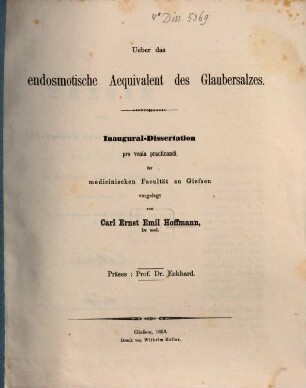 4° Diss. 5369
Ueber das
endosmotische Aequivalent des Glaubersalzes.
Inaugural-Dissertation
pro venia practicandi
der
medicinischen Facultät zu Giefsen
vorgelegt
von
Carl Ernst Emil Hoffmann,
Dr. med.
Präses : Prof. Dr. Eckhard.
Giefsen, 1858.
Druck von Wilhelm Keller.